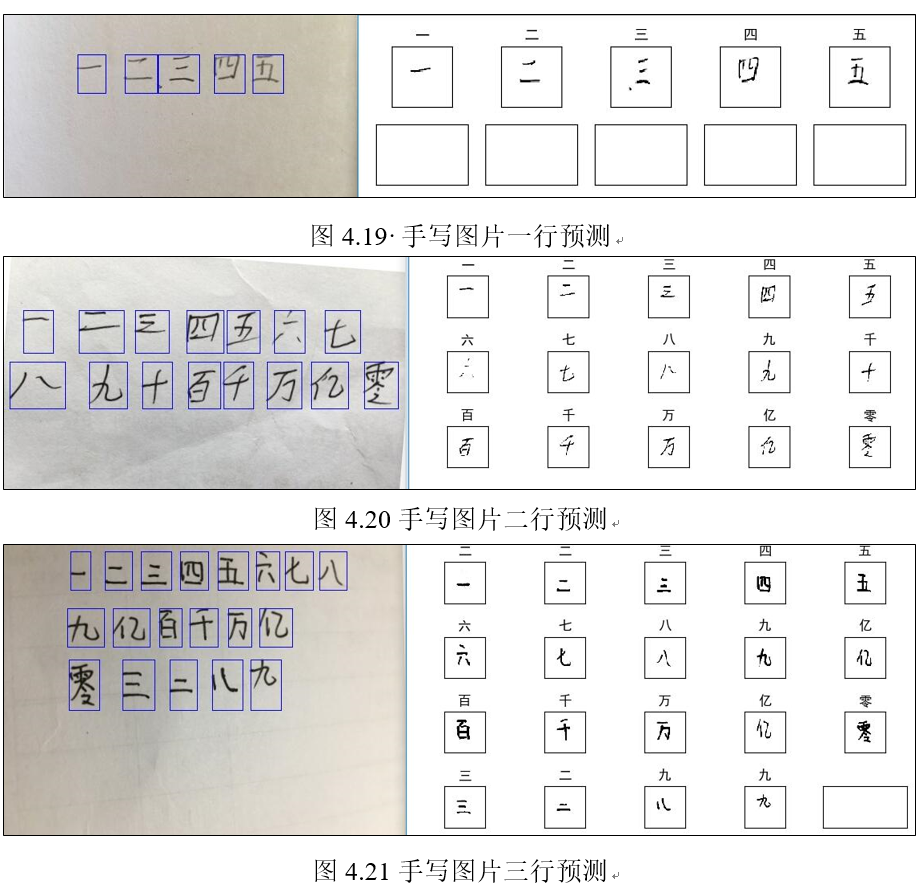 一 二 三 四 五
一 二 三 四 五
一 二 三 四 五
图 4.19· 手写图片一行预测
一 二 三 四 五 六 七
八 九 十 百 千 万 亿 零
一 二 三 四 五
一 二 三 四 五
六 七 八 九 千
六 七 八 九 十
百 千 万 亿 零
百 千 万 亿 零
图 4.20 手写图片二行预测
一 二 三 四 五 六 七 八
九 亿 百 千 万 亿
零 三 二 八 九
二 二 三 四 五
一 二 三 四 五
六 七 八 九 亿
六 七 八 九 亿
百 千 万 亿 零
百 千 万 亿 零
三 二 九 九
三 二 八 九
图 4.21 手写图片三行预测